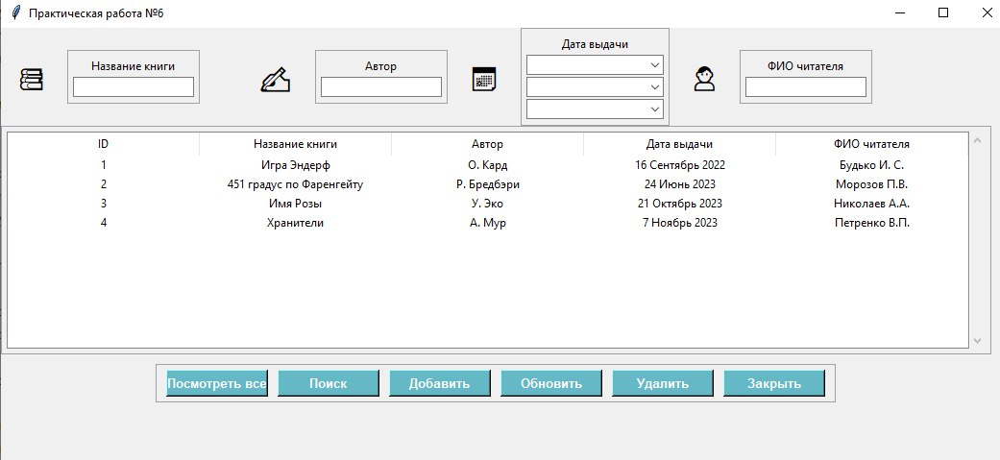 Практическая работа №6
Название книги
Автор
Дата выдачи
ФИО читателя
ID Название книги Автор Дата выдачи ФИО читателя
1 Игра Эндерф О. Кард 16 Сентябрь 2022 Будько И. С.
2 451 градус по Фаренгейту Р. Бредбэри 24 Июнь 2023 Морозов П.В.
3 Имя Розы У. Эко 21 Октябрь 2023 Николаев А.А.
4 Хранители А. Мур 7 Ноябрь 2023 Петренко В.П.
Посмотреть все Поиск Добавить Обновить Удалить Закрыть